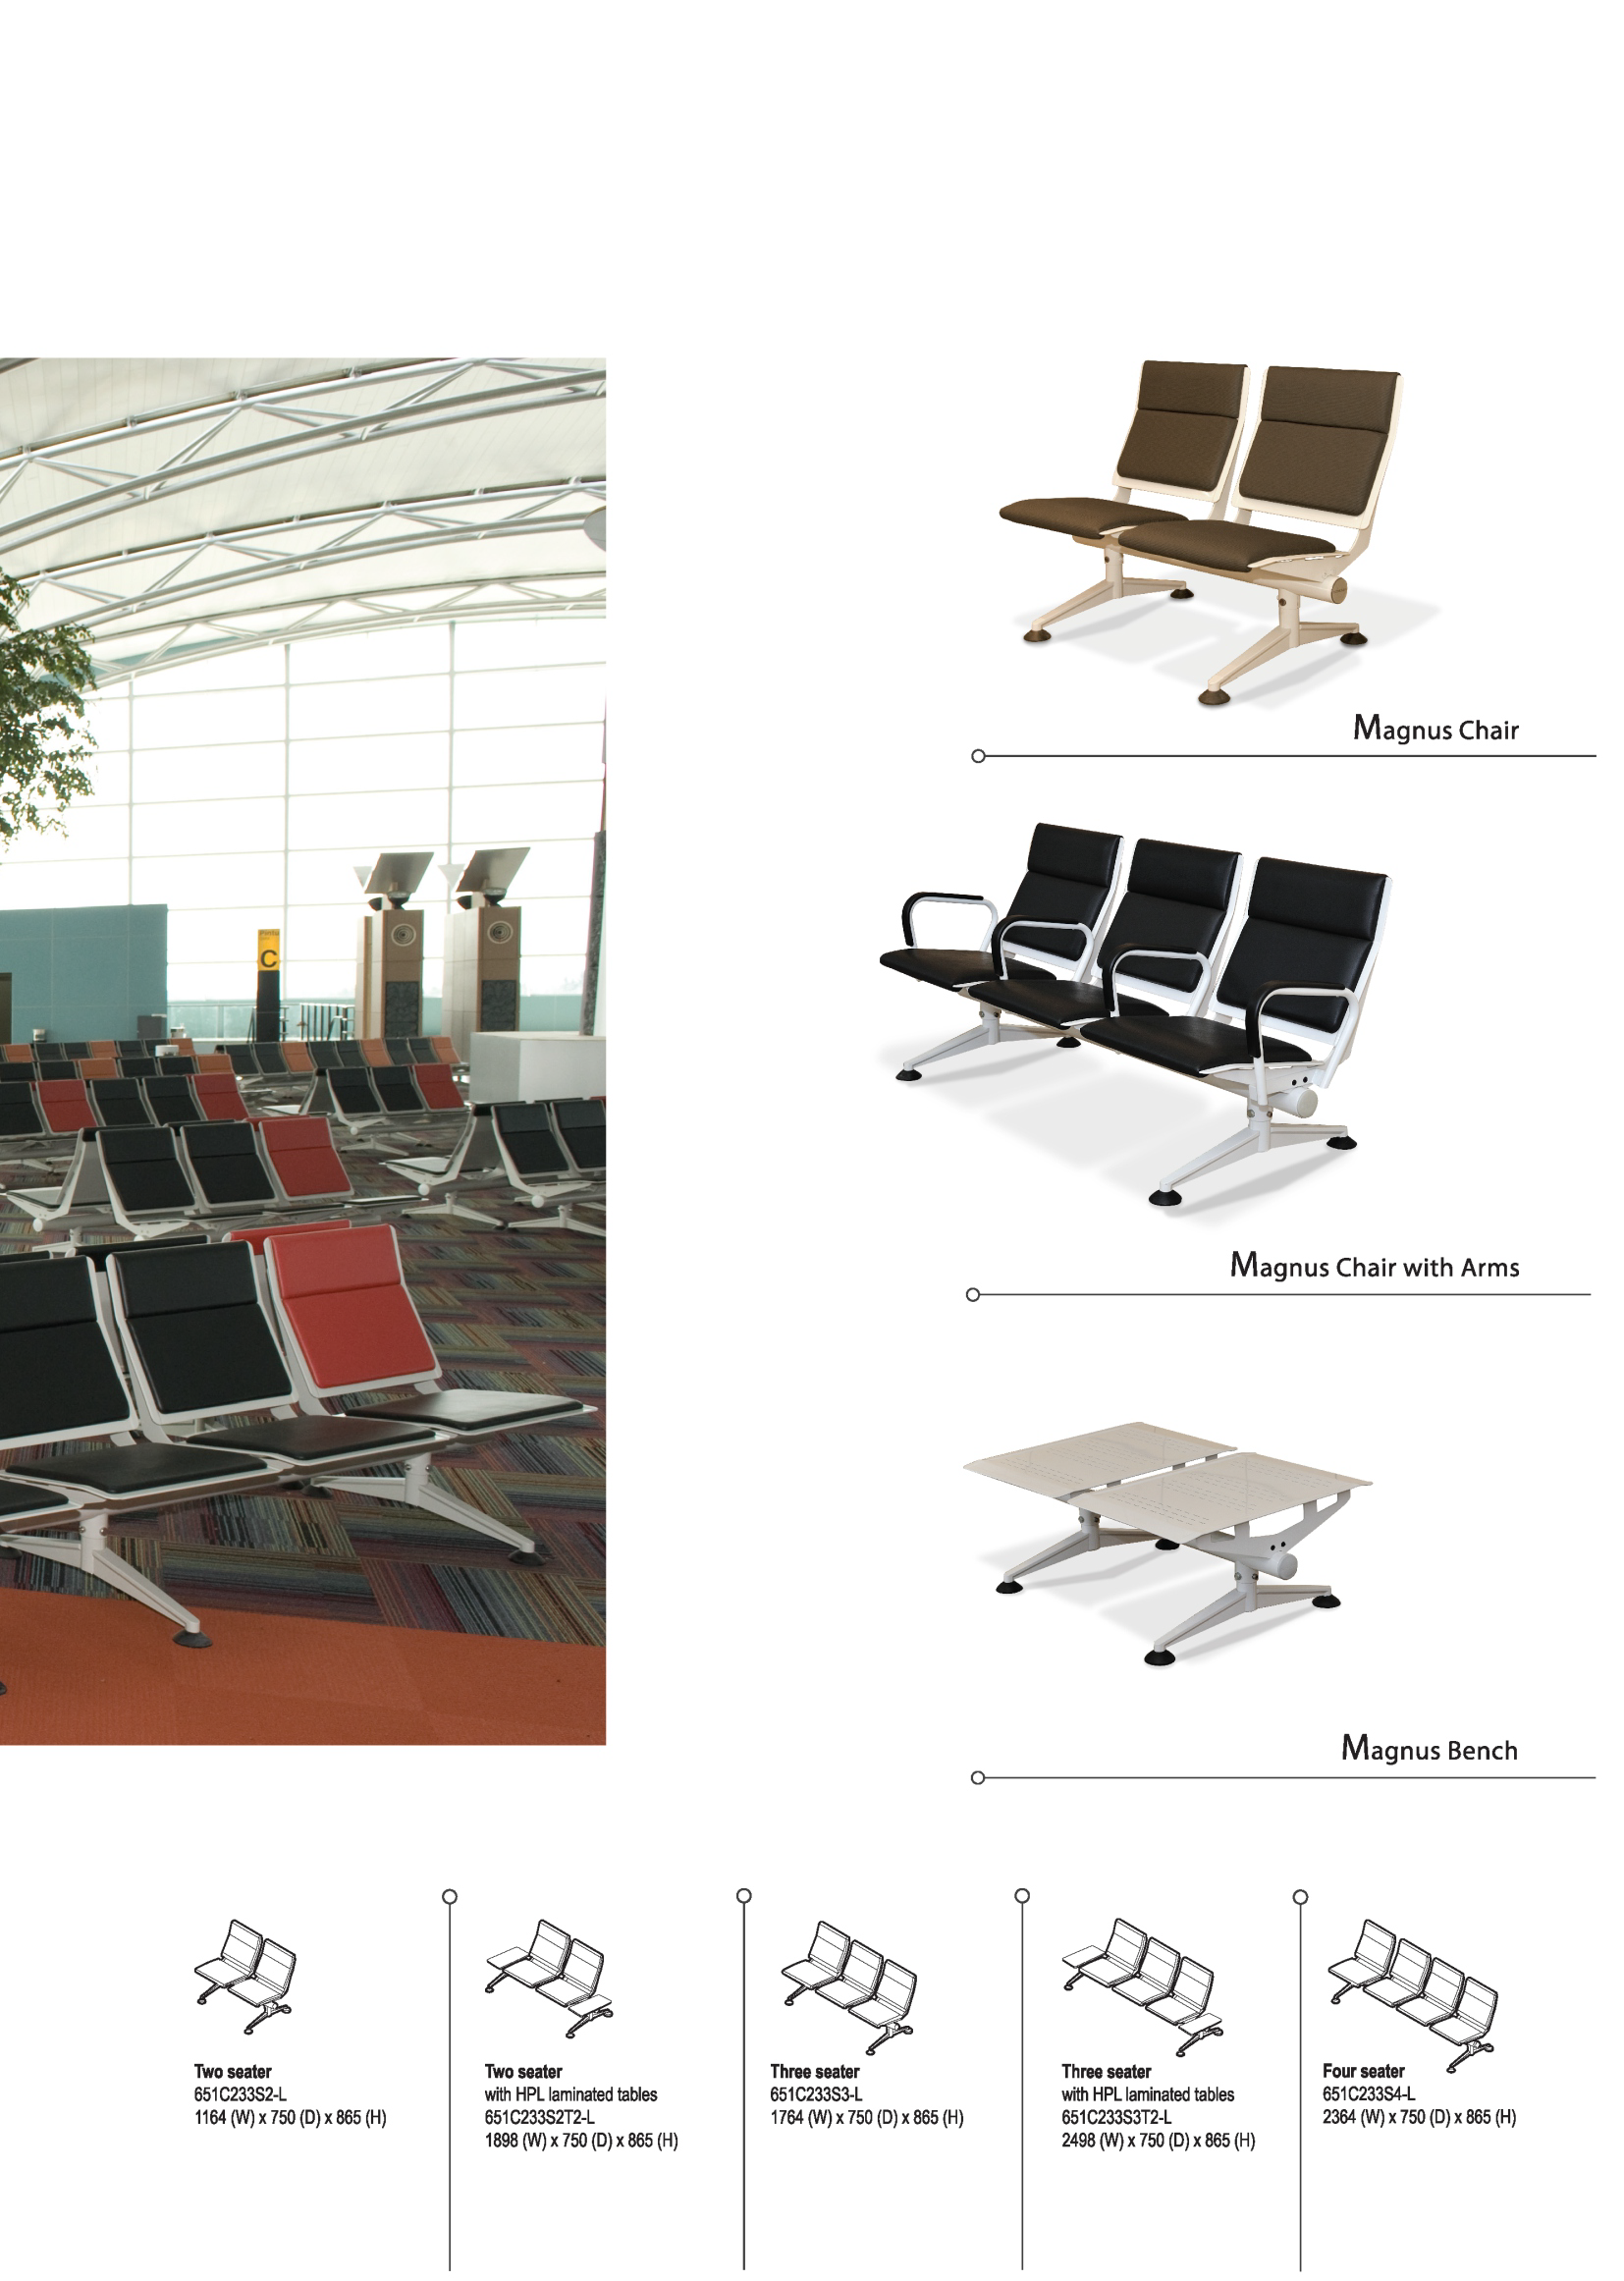 C
Magnus Chair
Magnus Chair with Arms
Magnus Bench
Two seater
651C233S2-L
1164 (W) x 750 (D) x 865 (H)
Two seater
with HPL laminated tables
651C233S2T2-L
1898 (W) x 750 (D) x 865 (H)
Three seater
651C233S3-L
1764 (W) x 750 (D) x 865 (H)
Three seater
with HPL laminated tables
651C233S3T2-L
2498 (W) x 750 (D) x 865 (H)
Four seater
651C233S4-L
2364 (W) x 750 (D) x 865 (H)